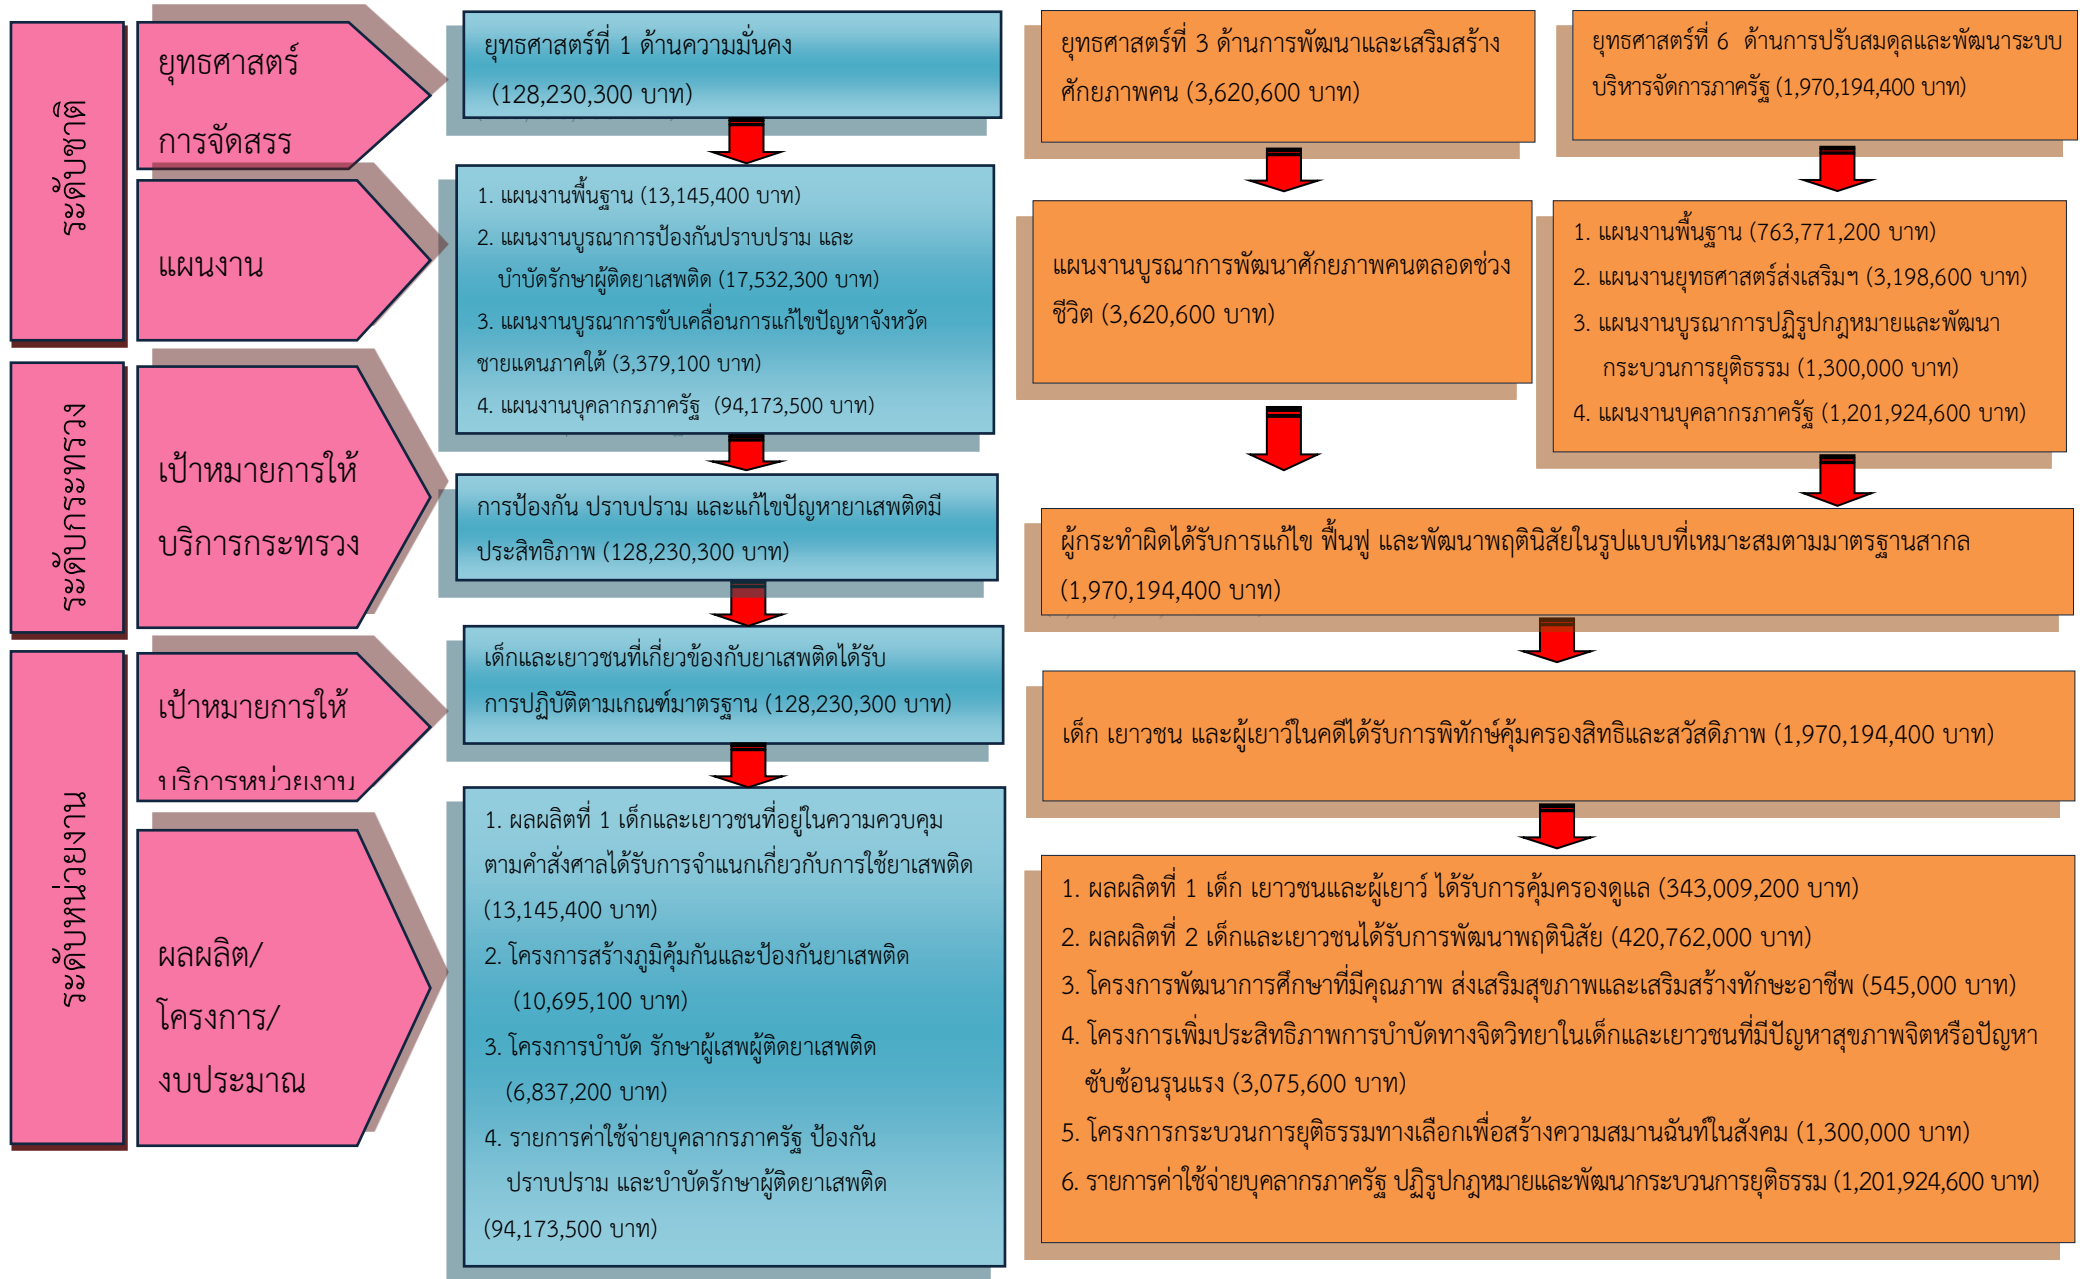 ระดับชาติ
ยุทธศาสตร์
การจัดสรร
แผนงาน
ยุทธศาสตร์ที่ 1 ด้านความมั่นคง
(128,230,300 บาท)
1. แผนงานพื้นฐาน (13,145,400 บาท)
2. แผนงานบูรณาการป้องกันปราบปราม และ
บำบัดรักษาผู้ติดยาเสพติด (17,532,300 บาท)
3. แผนงานบูรณาการขับเคลื่อนการแก้ไขปัญหาจังหวัด
ชายแดนภาคใต้ (3,379,100 บาท)
4. แผนงานบุคลากรภาครัฐ (94,173,500 บาท)
ยุทธศาสตร์ที่ 3 ด้านการพัฒนาและเสริมสร้าง
ศักยภาพคน (3,620,600 บาท)
แผนงานบูรณาการพัฒนาศักยภาพคนตลอดช่วง
ชีวิต (3,620,600 บาท)
ยุทธศาสตร์ที่ 6 ด้านการปรับสมดุลและพัฒนาระบบ
บริหารจัดการภาครัฐ (1,970,194,400 บาท)
1. แผนงานพื้นฐาน (763,771,200 บาท)
2. แผนงานยุทธศาสตร์ส่งเสริมฯ (3,198,600 บาท)
3. แผนงานบูรณาการปฏิรูปกฎหมายและพัฒนา
กระบวนการยุติธรรม (1,300,000 บาท)
4. แผนงานบุคลากรภาครัฐ (1,201,924,600 บาท)
ระดับกระทรวง
เป้าหมายการให้
บริการกระทรวง
การป้องกัน ปราบปราม และแก้ไขปัญหายาเสพติดมี
ประสิทธิภาพ (128,230,300 บาท)
ผู้กระทำผิดได้รับการแก้ไข ฟื้นฟู และพัฒนาพฤตินิสัยในรูปแบบที่เหมาะสมตามมาตรฐานสากล
(1,970,194,400 บาท)
ระดับหน่วยงาน
เป้าหมายการให้
บริการหน่วยงาน
เด็กและเยาวชนที่เกี่ยวข้องกับยาเสพติดได้รับ
การปฏิบัติตามเกณฑ์มาตรฐาน (128,230,300 บาท)
เด็ก เยาวชน และผู้เยาว์ในคดีได้รับการพิทักษ์คุ้มครองสิทธิและสวัสดิภาพ (1,970,194,400 บาท)
ผลผลิต/
โครงการ/
งบประมาณ
1. ผลผลิตที่ 1 เด็กและเยาวชนที่อยู่ในความควบคุม
ตามคำสั่งศาลได้รับการจำแนกเกี่ยวกับการใช้ยาเสพติด
(13,145,400 บาท)
2. โครงการสร้างภูมิคุ้มกันและป้องกันยาเสพติด
(10,695,100 บาท)
3. โครงการบำบัด รักษาผู้เสพผู้ติดยาเสพติด
(6,837,200 บาท)
4. รายการค่าใช้จ่ายบุคลากรภาครัฐ ป้องกัน
ปราบปราม และบำบัดรักษาผู้ติดยาเสพติด
(94,173,500 บาท)
1. ผลผลิตที่ 1 เด็ก เยาวชนและผู้เยาว์ ได้รับการคุ้มครองดูแล (343,009,200 บาท)
2. ผลผลิตที่ 2 เด็กและเยาวชนได้รับการพัฒนาพฤตินิสัย (420,762,000 บาท)
3. โครงการพัฒนาการศึกษาที่มีคุณภาพ ส่งเสริมสุขภาพและเสริมสร้างทักษะอาชีพ (545,000 บาท)
4. โครงการเพิ่มประสิทธิภาพการบำบัดทางจิตวิทยาในเด็กและเยาวชนที่มีปัญหาสุขภาพจิตหรือปัญหา
ซับซ้อนรุนแรง (3,075,600 บาท)
5. โครงการกระบวนการยุติธรรมทางเลือกเพื่อสร้างความสมานฉันท์ในสังคม (1,300,000 บาท)
6. รายการค่าใช้จ่ายบุคลากรภาครัฐ ปฏิรูปกฎหมายและพัฒนากระบวนการยุติธรรม (1,201,924,600 บาท)